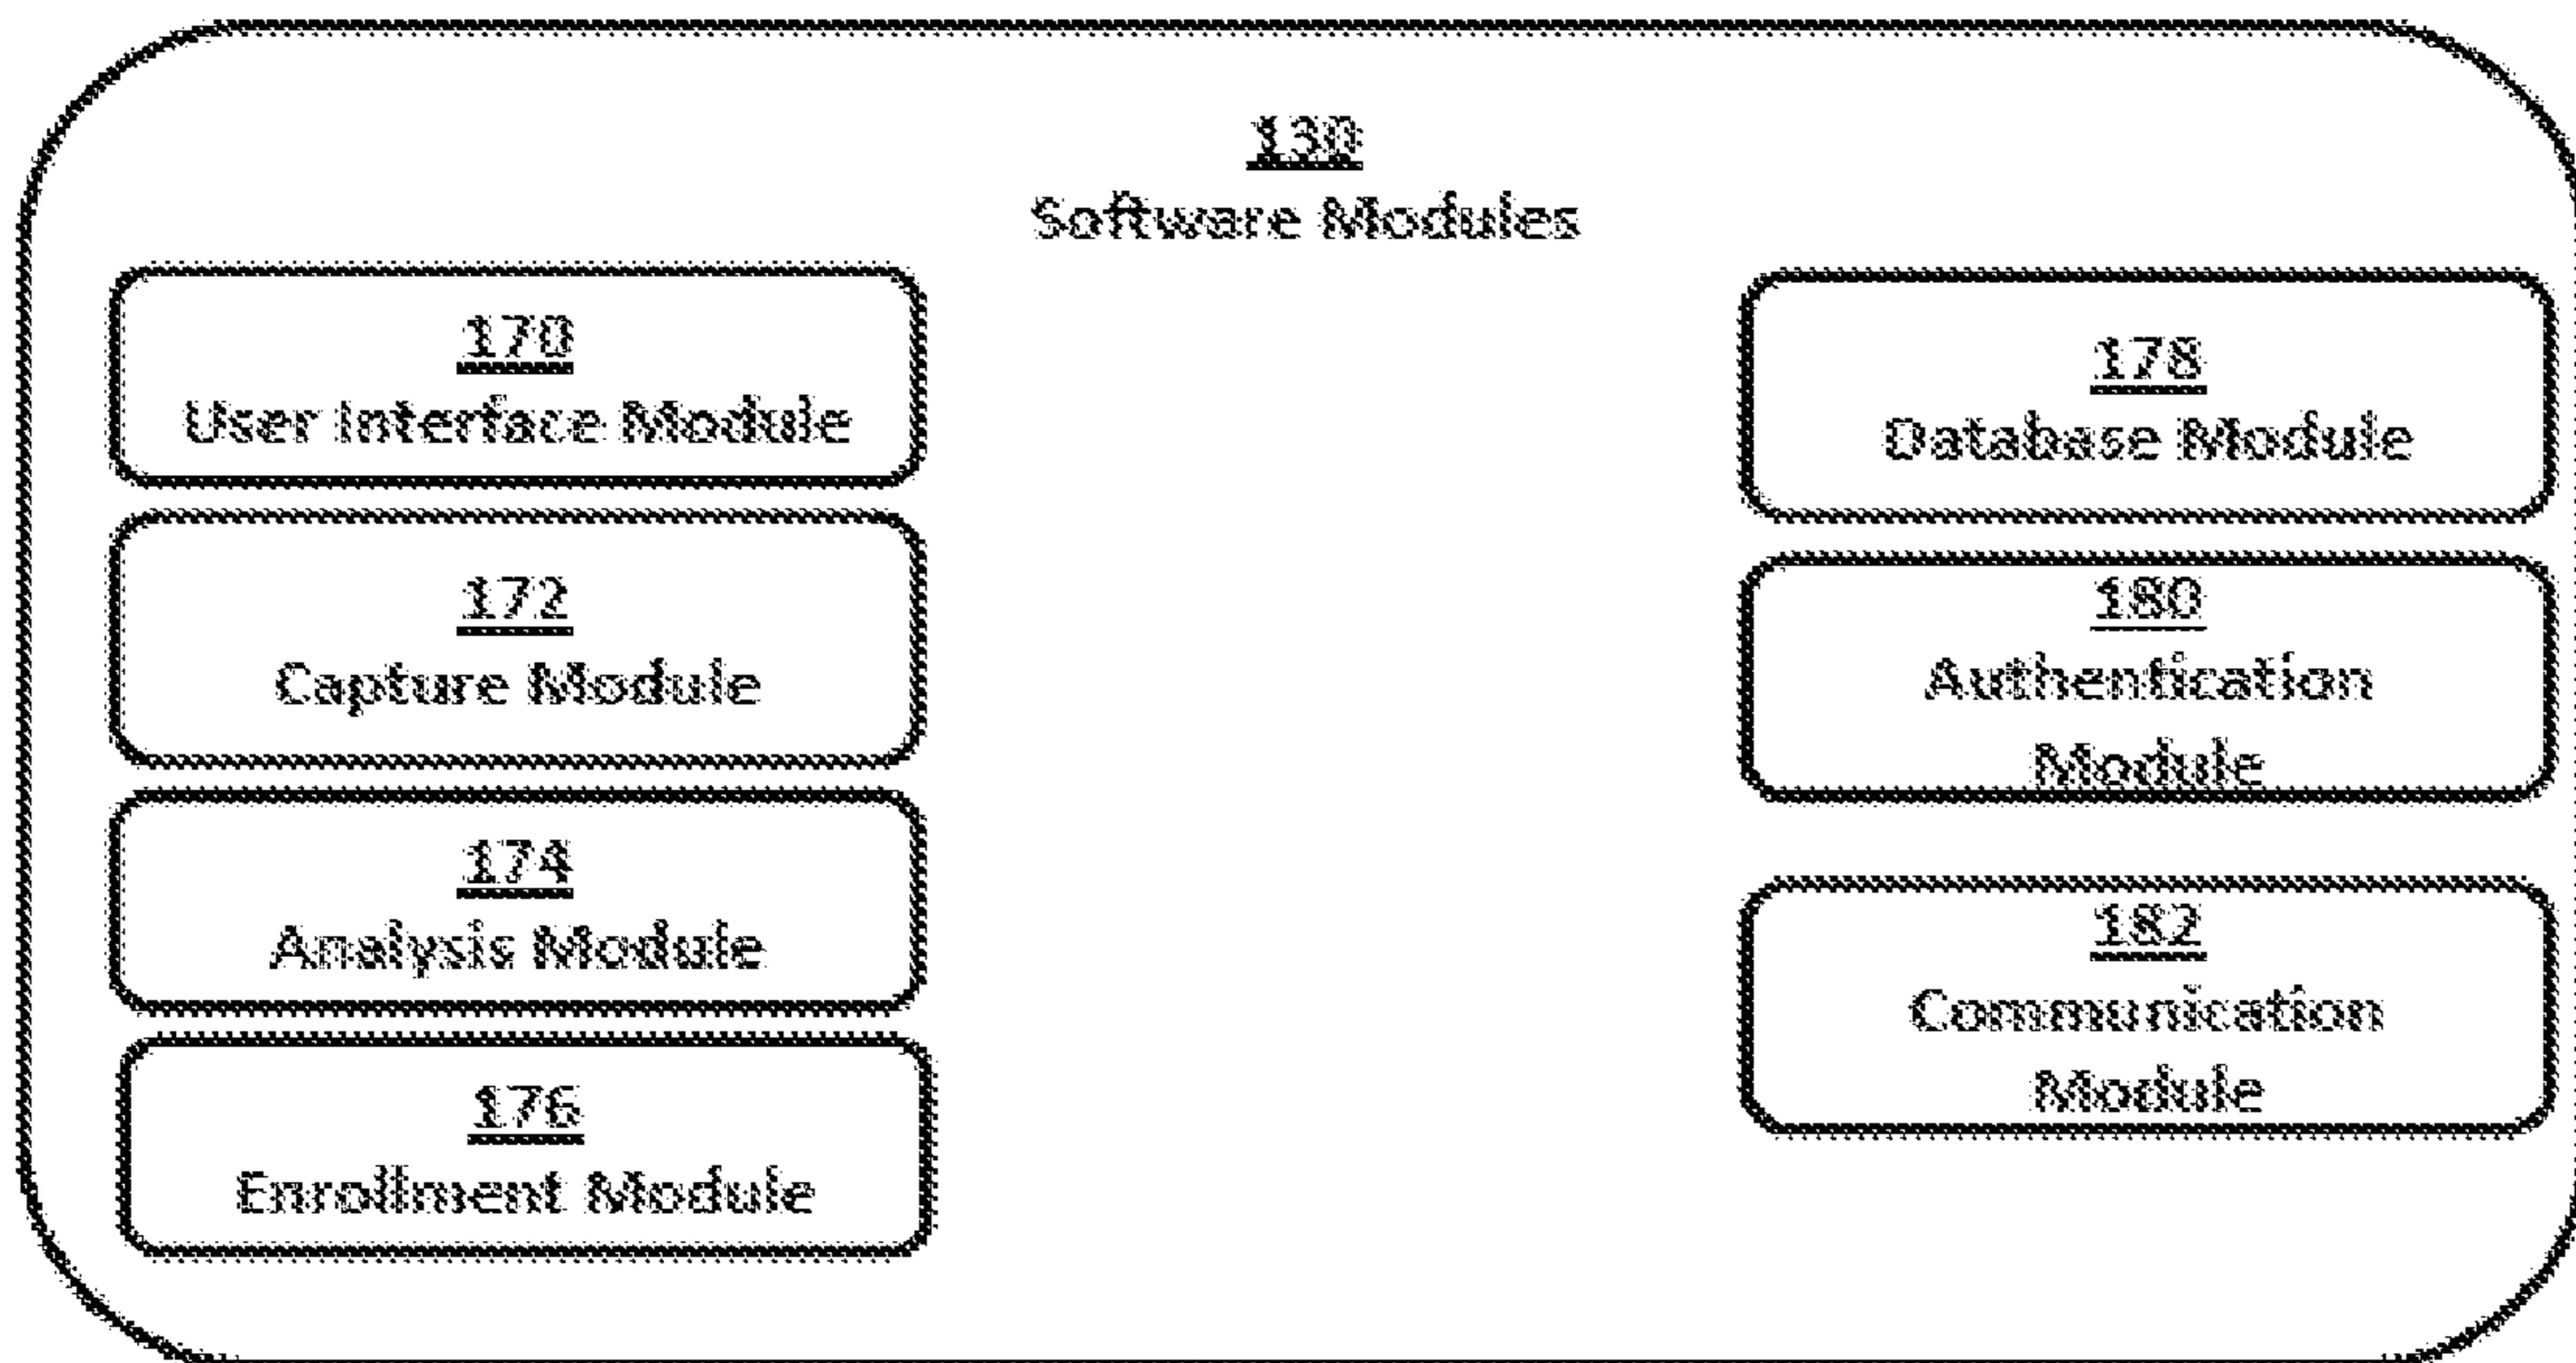 130
Software Modules
170
User Interface Module
172
Capture Module
174
Analysis Module
176
Enrollment Module
178
Database Module
180
Authentication
Module
182
Communication
Module